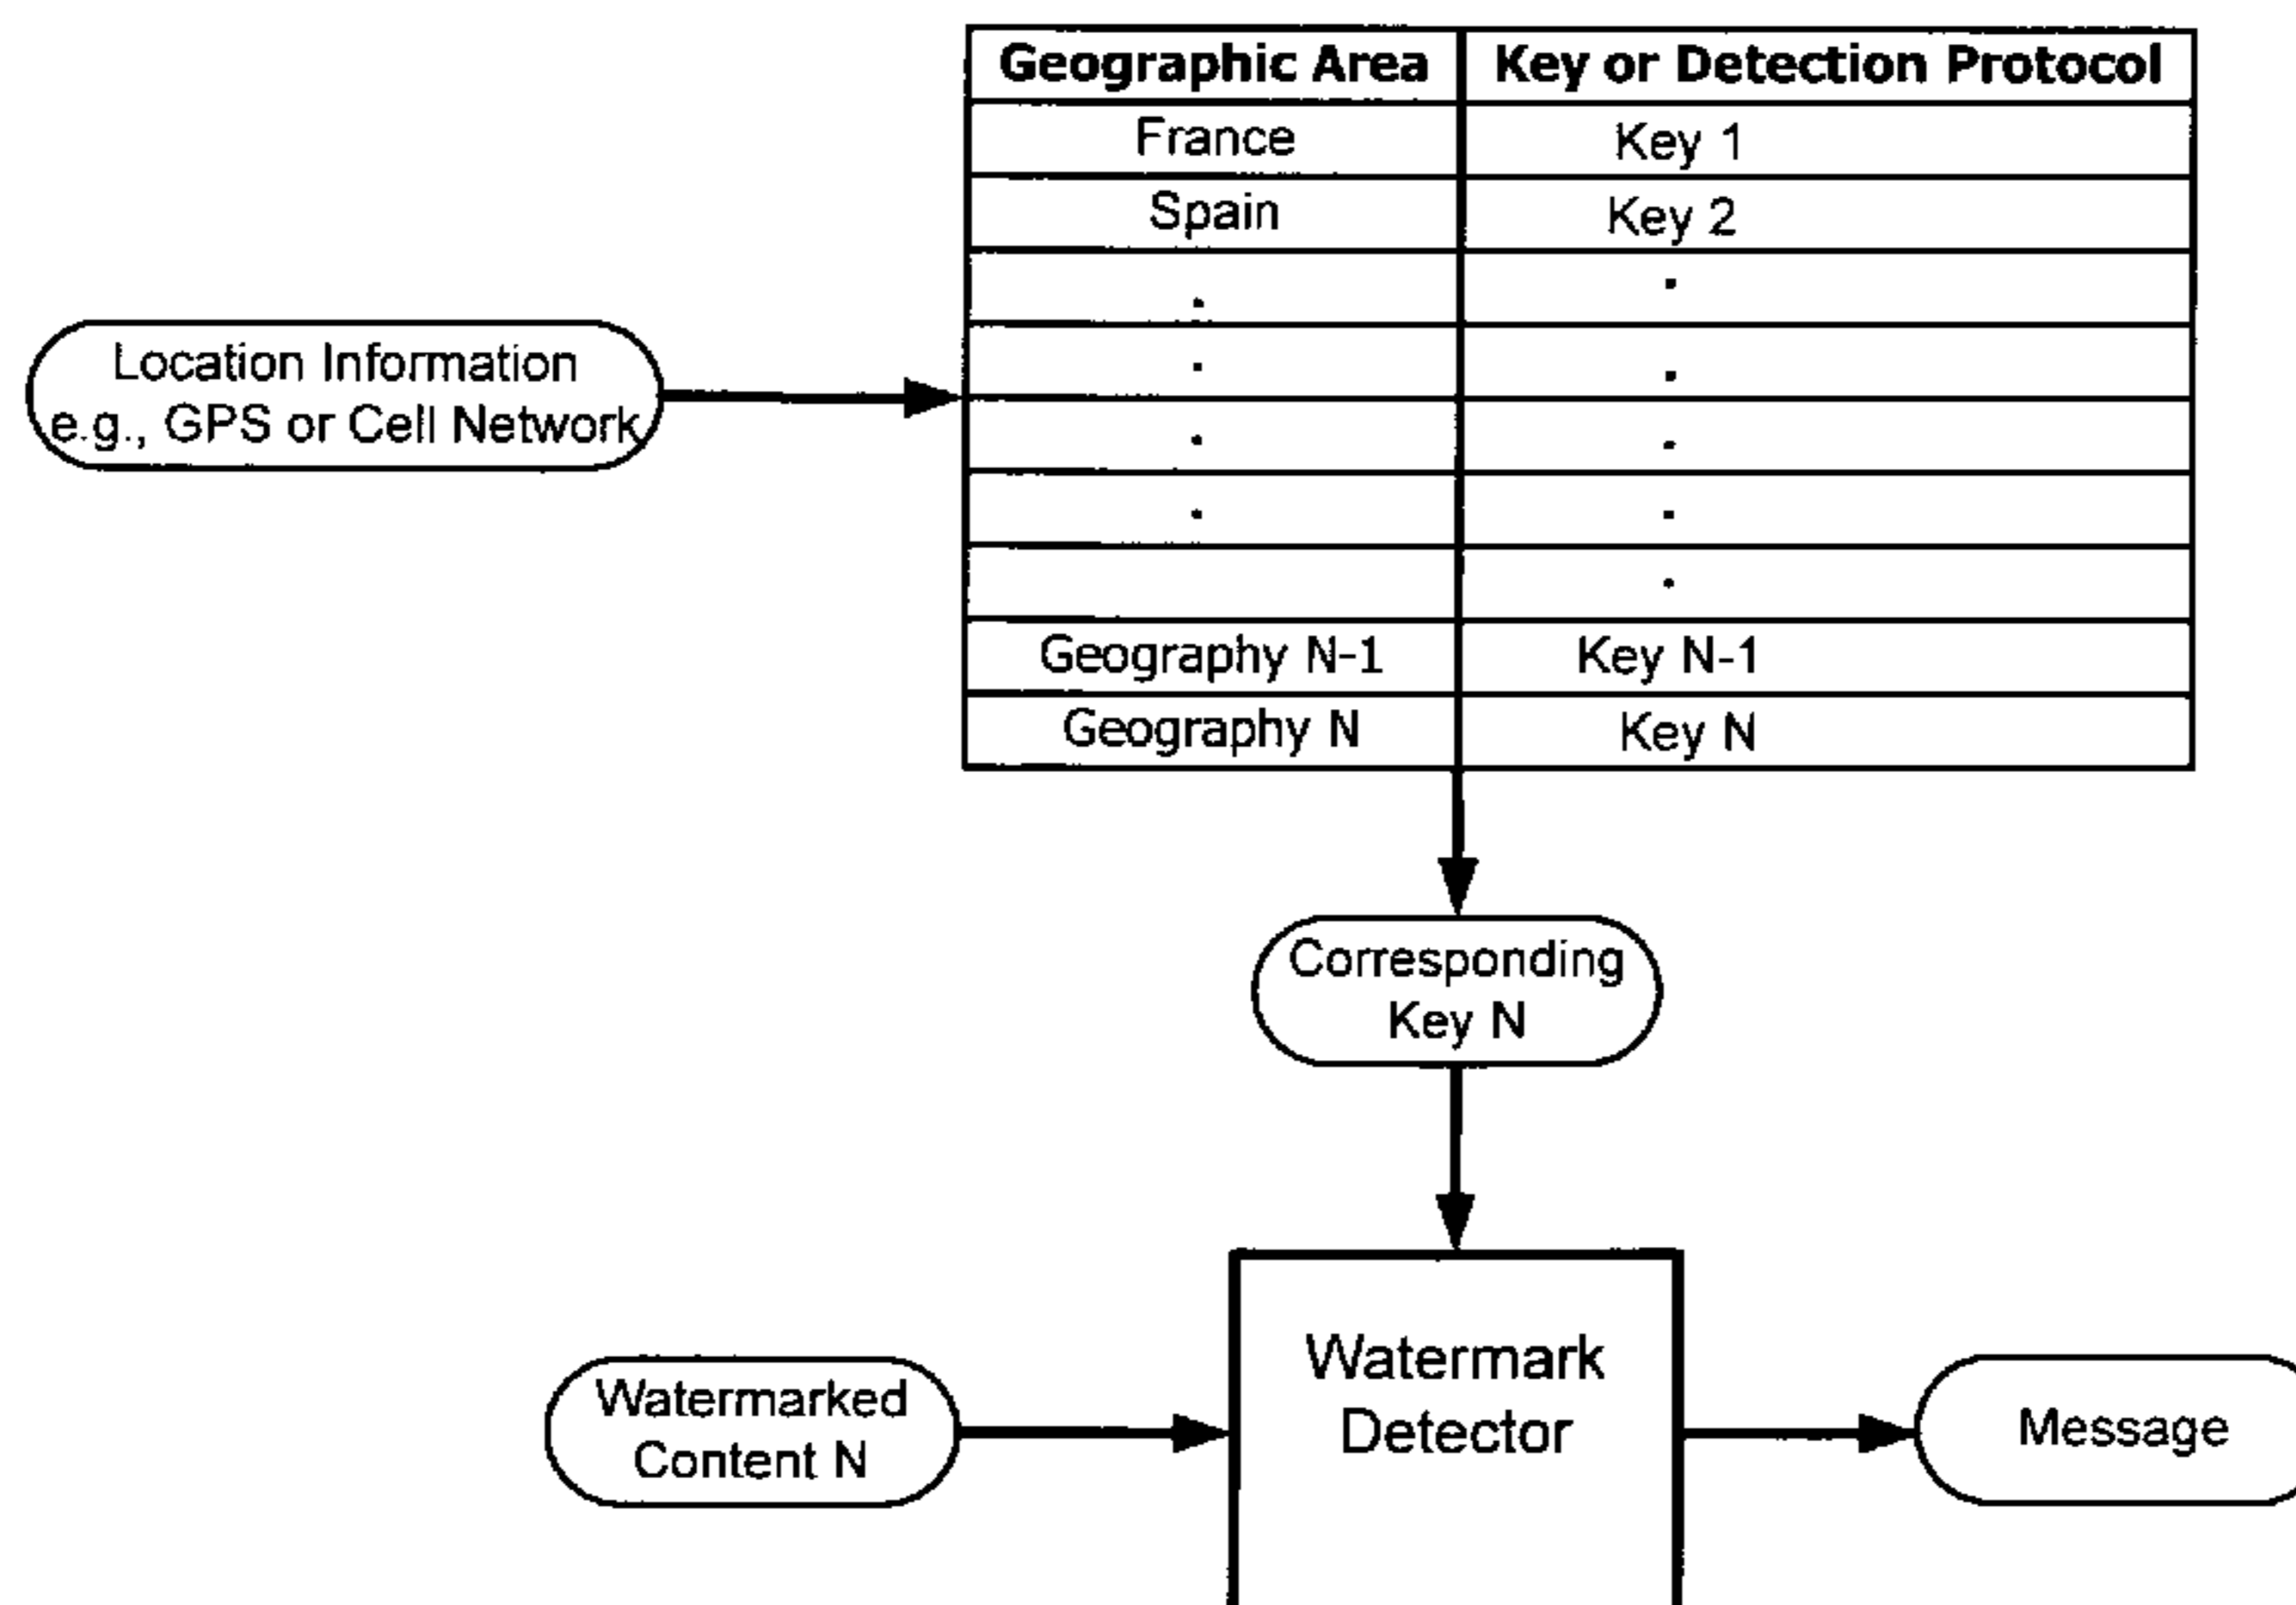 Geographic Area Key or Detection Protocol
France Key 1
Spain Key 2
. .
. .
. .
. .
.
Geography N-1 Key N-1
Geography N Key N
Location Information
e.g., GPS or Cell Network
Corresponding
Key N
Watermark
Detector
Watermarked
Content N
Message